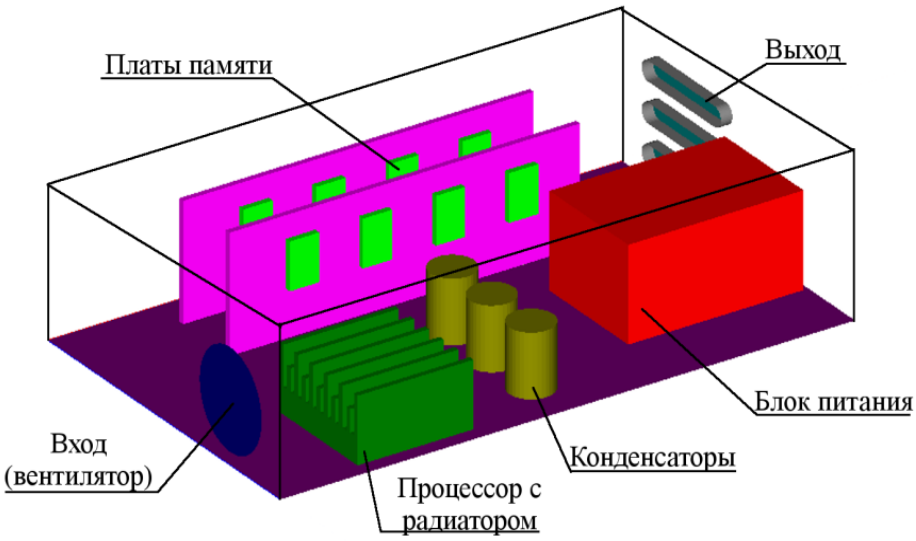 Выход
Платы памяти
Блок питания
Вход
(вентилятор)
Конденсаторы
Процессор с
радиатором